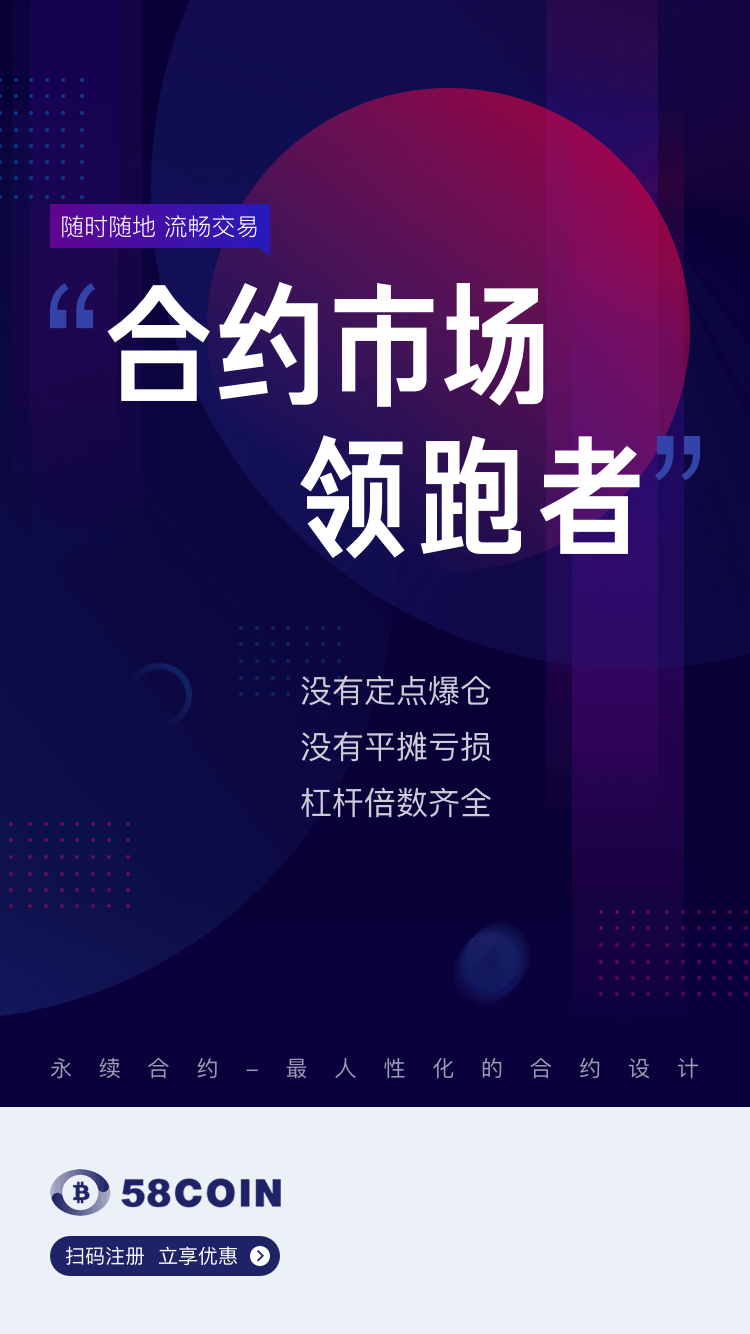 随时随地 流畅交易
“合约市场
领跑者”
没有定点爆仓
没有平摊亏损
杠杆倍数齐全
永续合约–最人性化的合约设计
58COIN
扫码注册 立享优惠